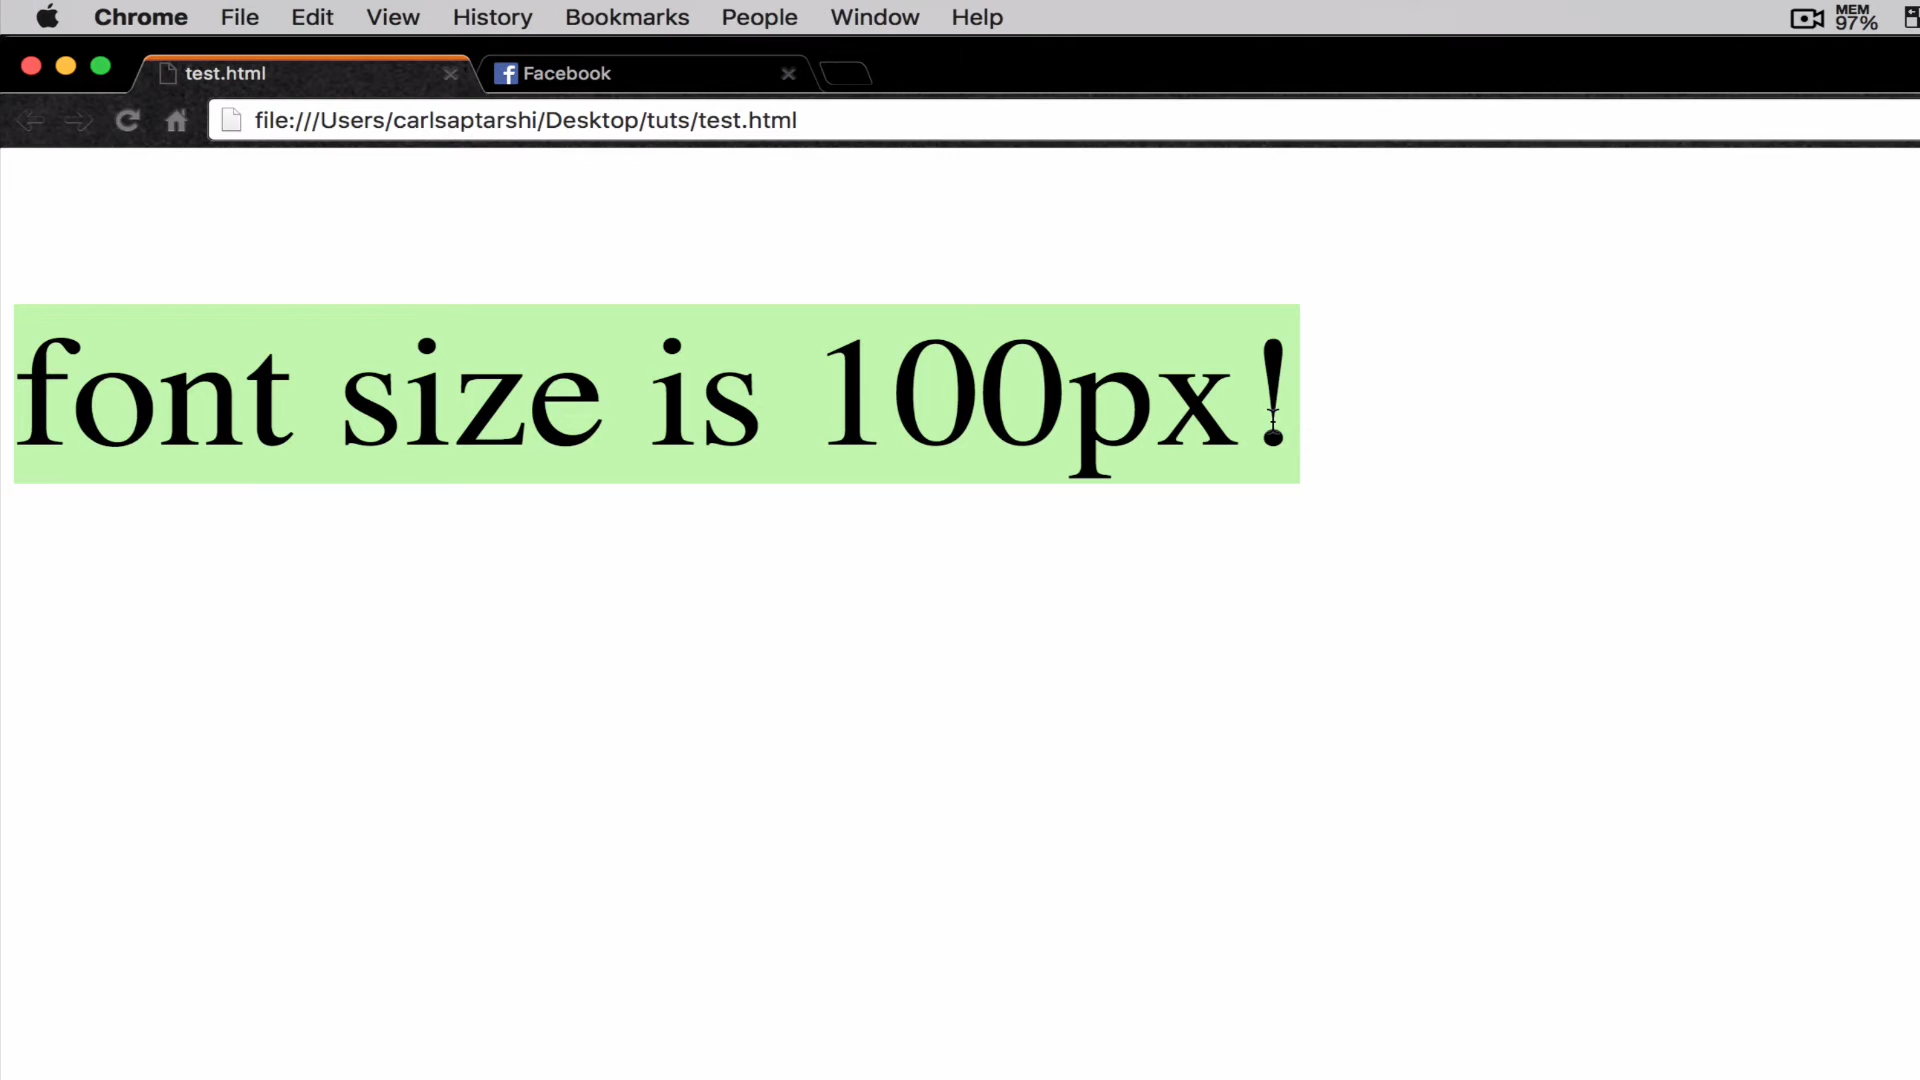 Chrome File Edit View History Bookmarks People Window Help MEM 97%
test.html Facebook
file:///Users/carlsaptarshi/Desktop/tuts/test.html
font size is 100px!